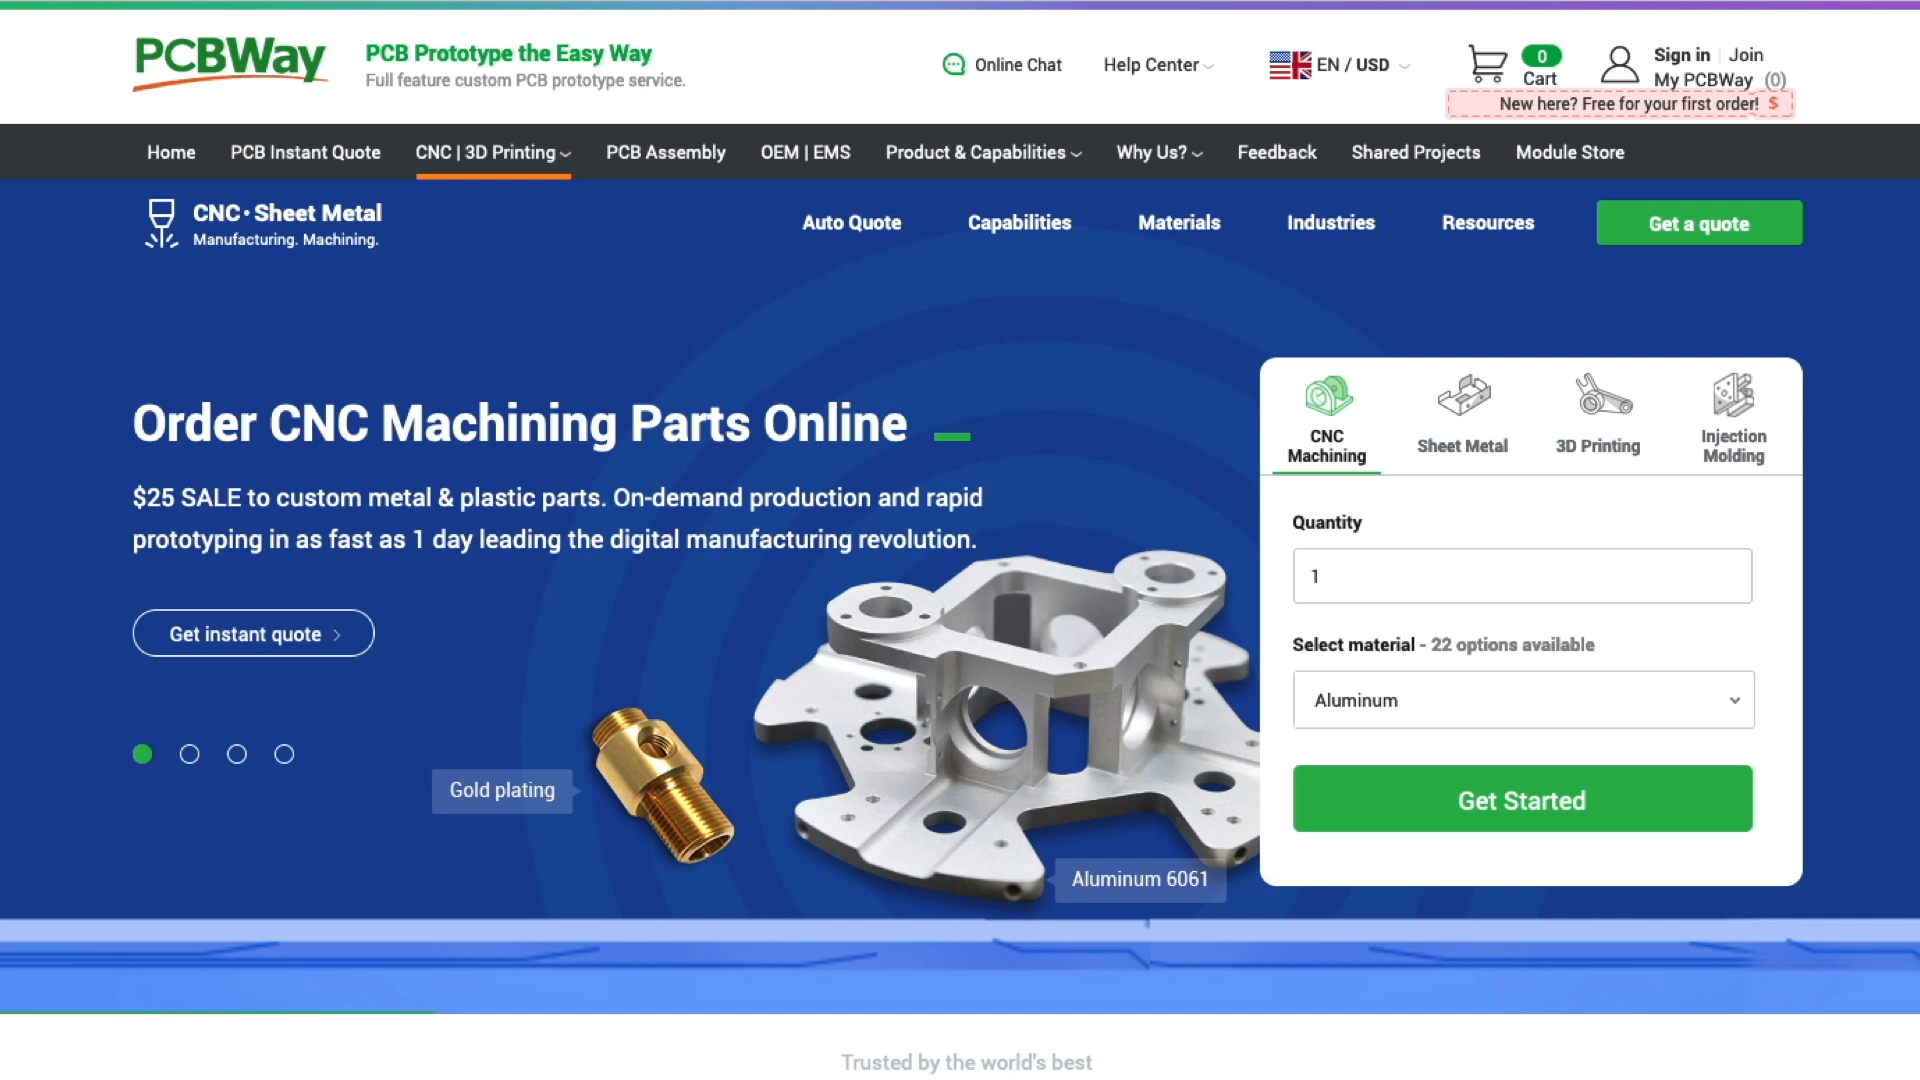 PCBWay
PCB Prototype the Easy Way
Full feature custom PCB prototype service.
Online Chat
Help Center
EN / USD
0
Cart
Sign in | Join
My PCBWay (0)
New here? Free for your first order! $
Home
PCB Instant Quote
CNC | 3D Printing
PCB Assembly
OEM | EMS
Product & Capabilities
Why Us?
Feedback
Shared Projects
Module Store
CNC · Sheet Metal
Manufacturing. Machining.
Auto Quote
Capabilities
Materials
Industries
Resources
Get a quote
Order CNC Machining Parts Online
$25 SALE to custom metal & plastic parts. On-demand production and rapid
prototyping in as fast as 1 day leading the digital manufacturing revolution.
Get instant quote >
Gold plating
Aluminum 6061
CNC
Machining
Sheet Metal
3D Printing
Injection
Molding
Quantity
1
Select material - 22 options available
Aluminum
Get Started
Trusted by the world's best